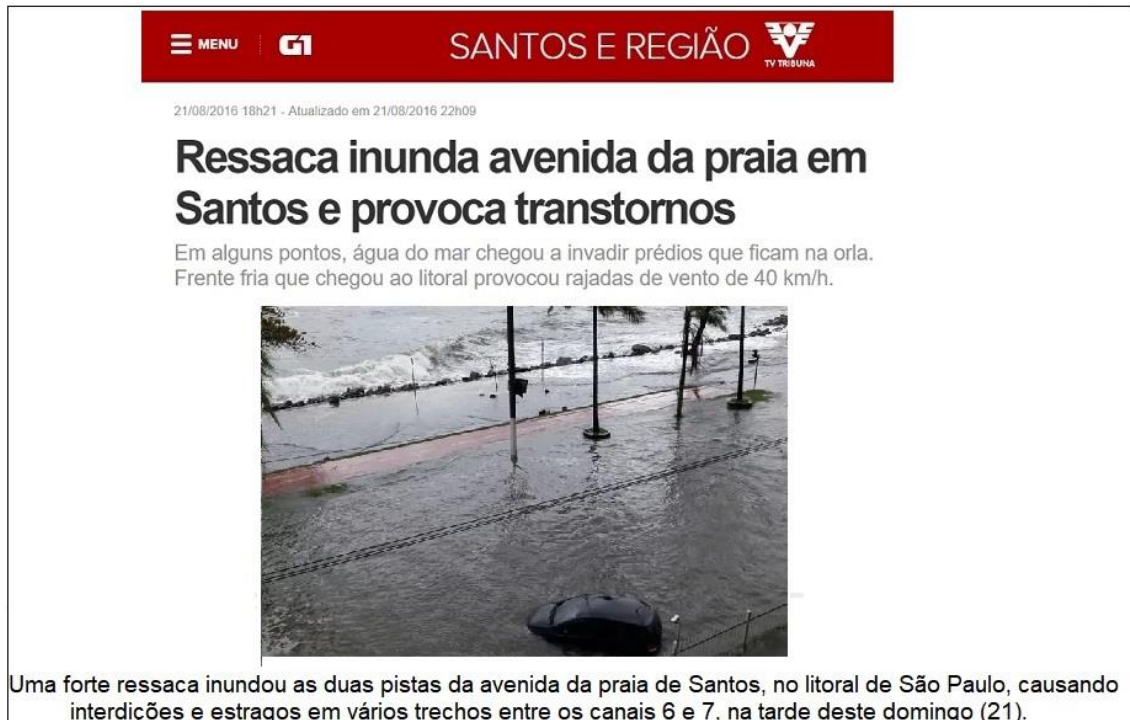 MENU G1 SANTOS E REGIÃO TV TRIBUNA
21/08/2016 18h21 - Atualizado em 21/08/2016 22h09
Ressaca inunda avenida da praia em
Santos e provoca transtornos
Em alguns pontos, água do mar chegou a invadir prédios que ficam na orla.
Frente fria que chegou ao litoral provocou rajadas de vento de 40 km/h.
Uma forte ressaca inundou as duas pistas da avenida da praia de Santos, no litoral de São Paulo, causando
interdições e estragos em vários trechos entre os canais 6 e 7, na tarde deste domingo (21).